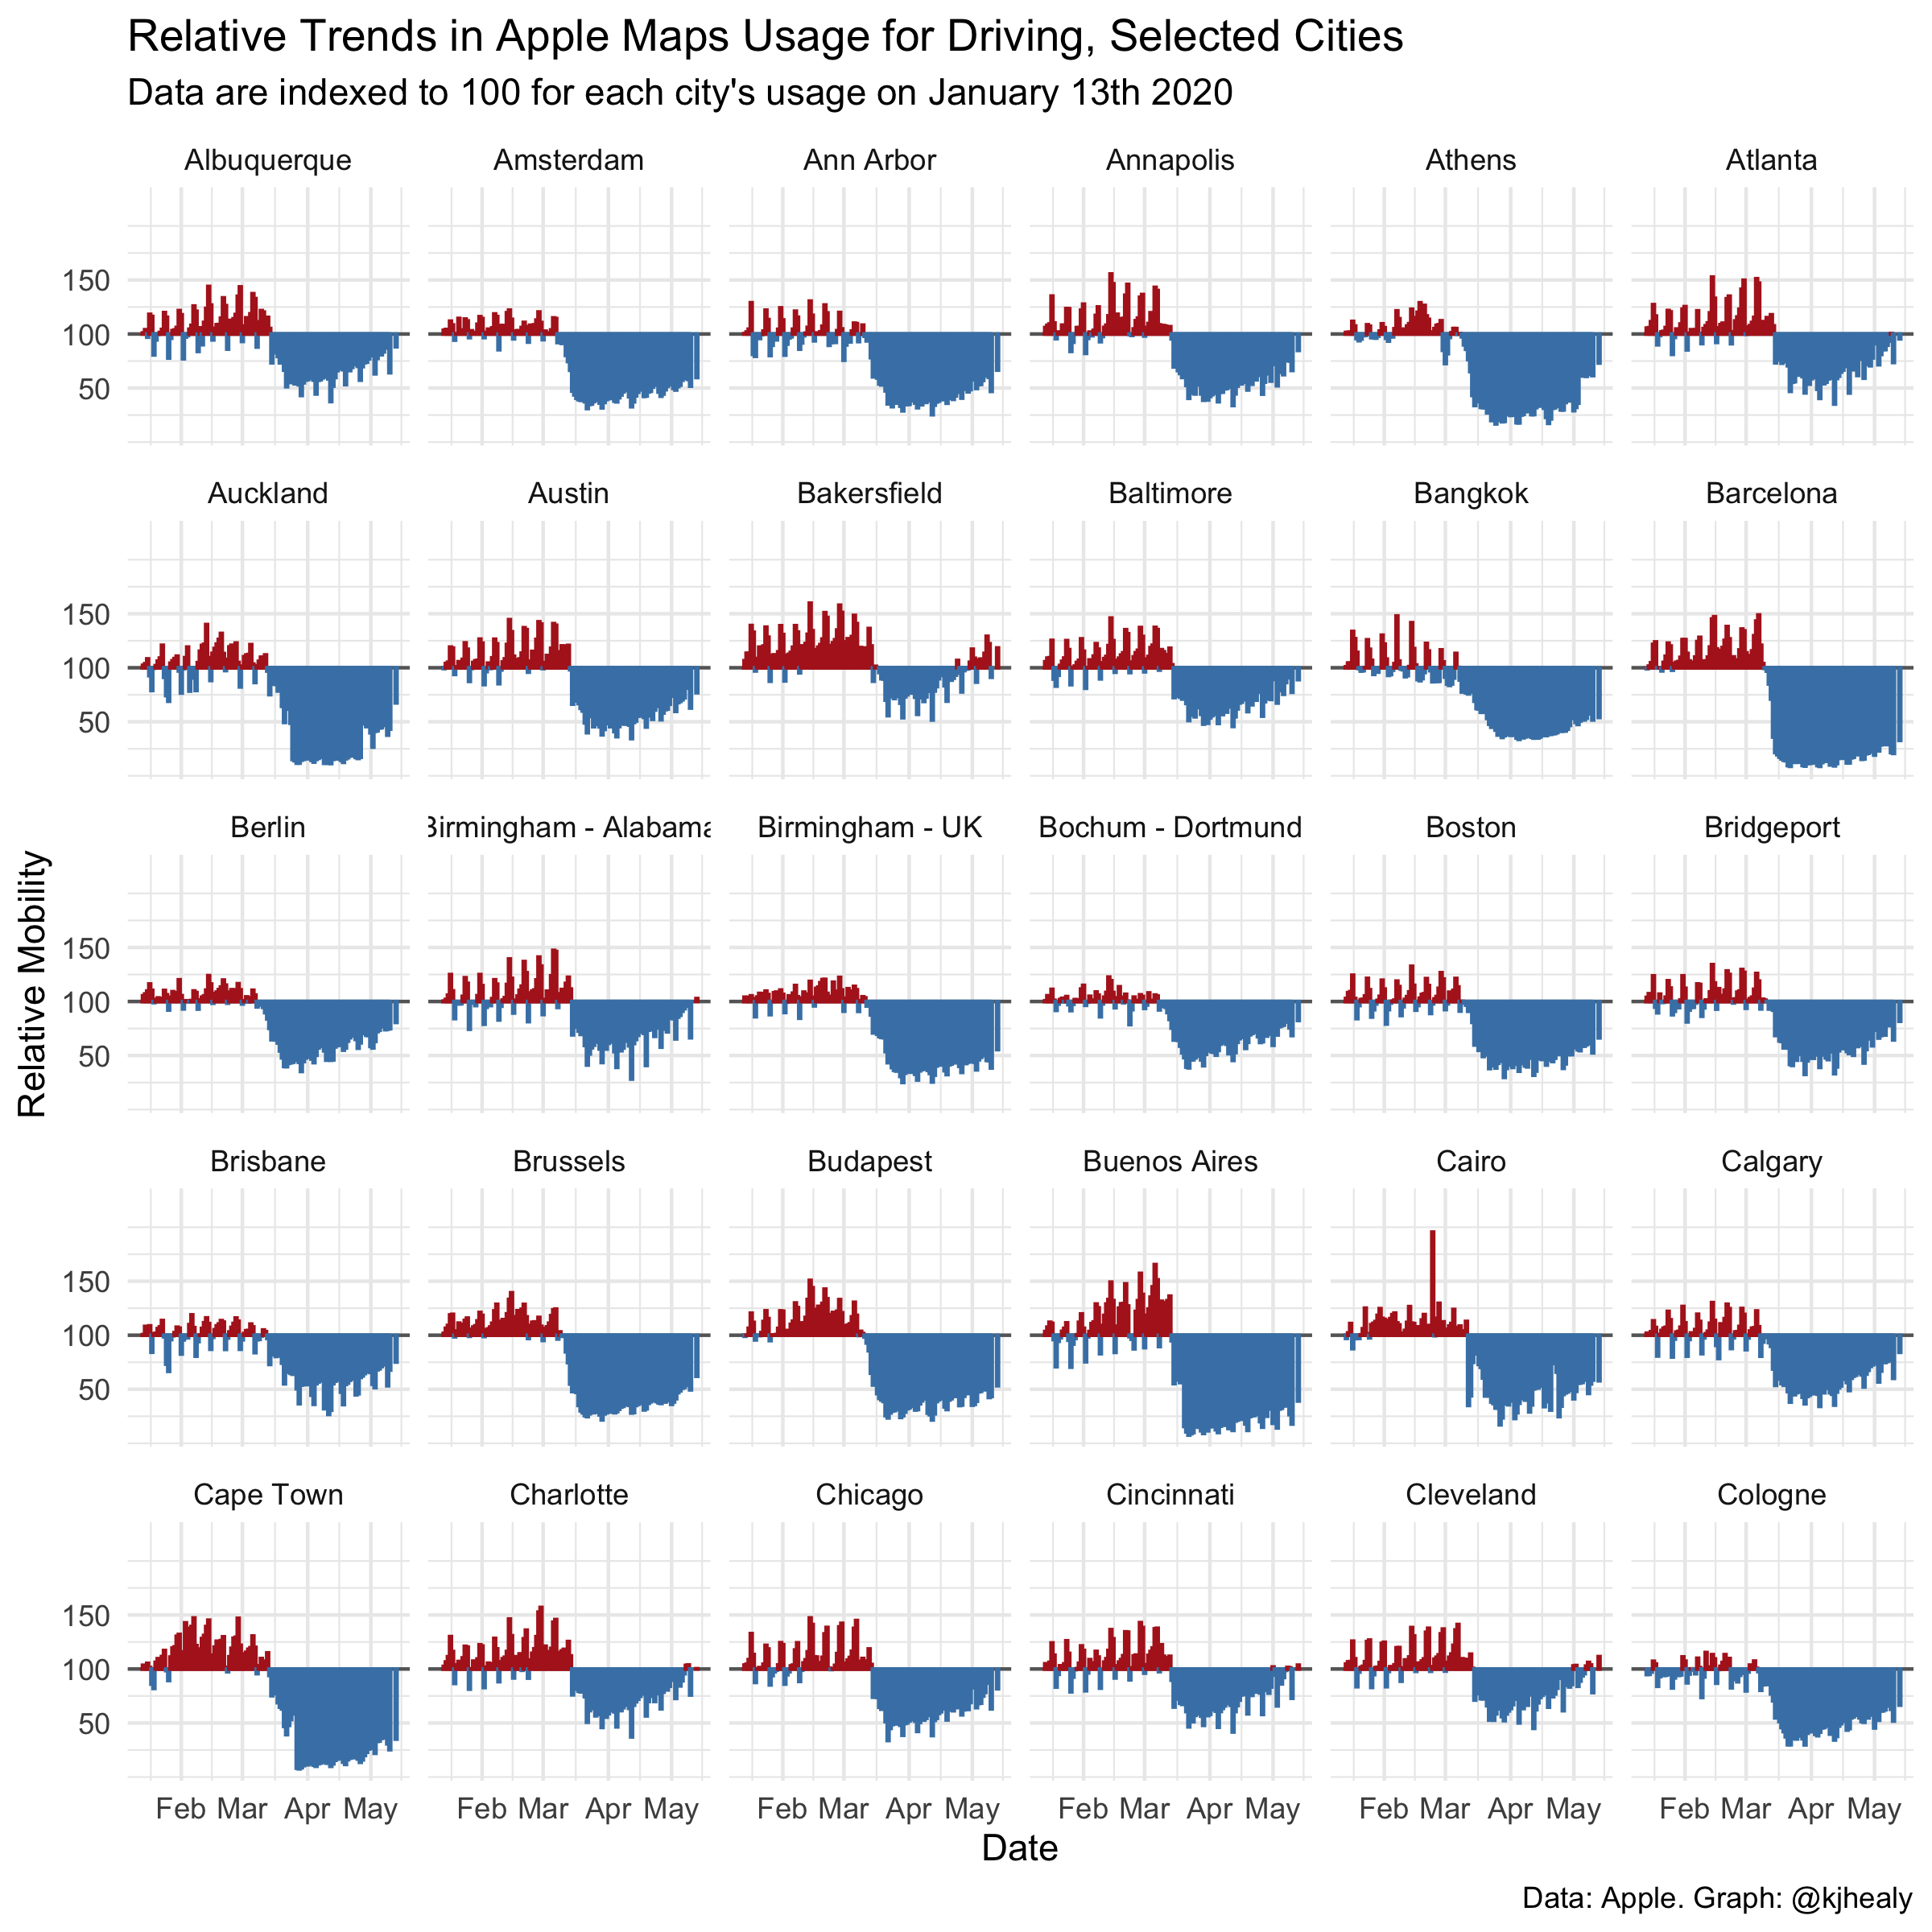 Relative Trends in Apple Maps Usage for Driving, Selected Cities
Data are indexed to 100 for each city's usage on January 13th 2020
Albuquerque Amsterdam Ann Arbor Annapolis Athens Atlanta
150
100
50
Auckland Austin Bakersfield Baltimore Bangkok Barcelona
150
100
50
Berlin Birmingham - Alabama Birmingham - UK Bochum - Dortmund Boston Bridgeport
150
100
50
Brisbane Brussels Budapest Buenos Aires Cairo Calgary
150
100
50
Cape Town Charlotte Chicago Cincinnati Cleveland Cologne
150
100
50
Relative Mobility
Feb Mar Apr May Feb Mar Apr May Feb Mar Apr May Feb Mar Apr May Feb Mar Apr May Feb Mar Apr May
Date
Data: Apple. Graph: @kjhealy